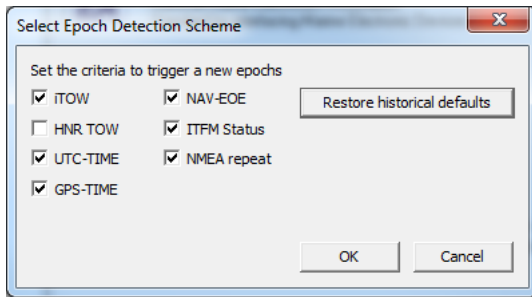 Select Epoch Detection Scheme
Set the criteria to trigger a new epochs
iTOW
NAV-EOE
Restore historical defaults
HNR TOW
ITFM Status
UTC-TIME
NMEA repeat
GPS-TIME
OK
Cancel